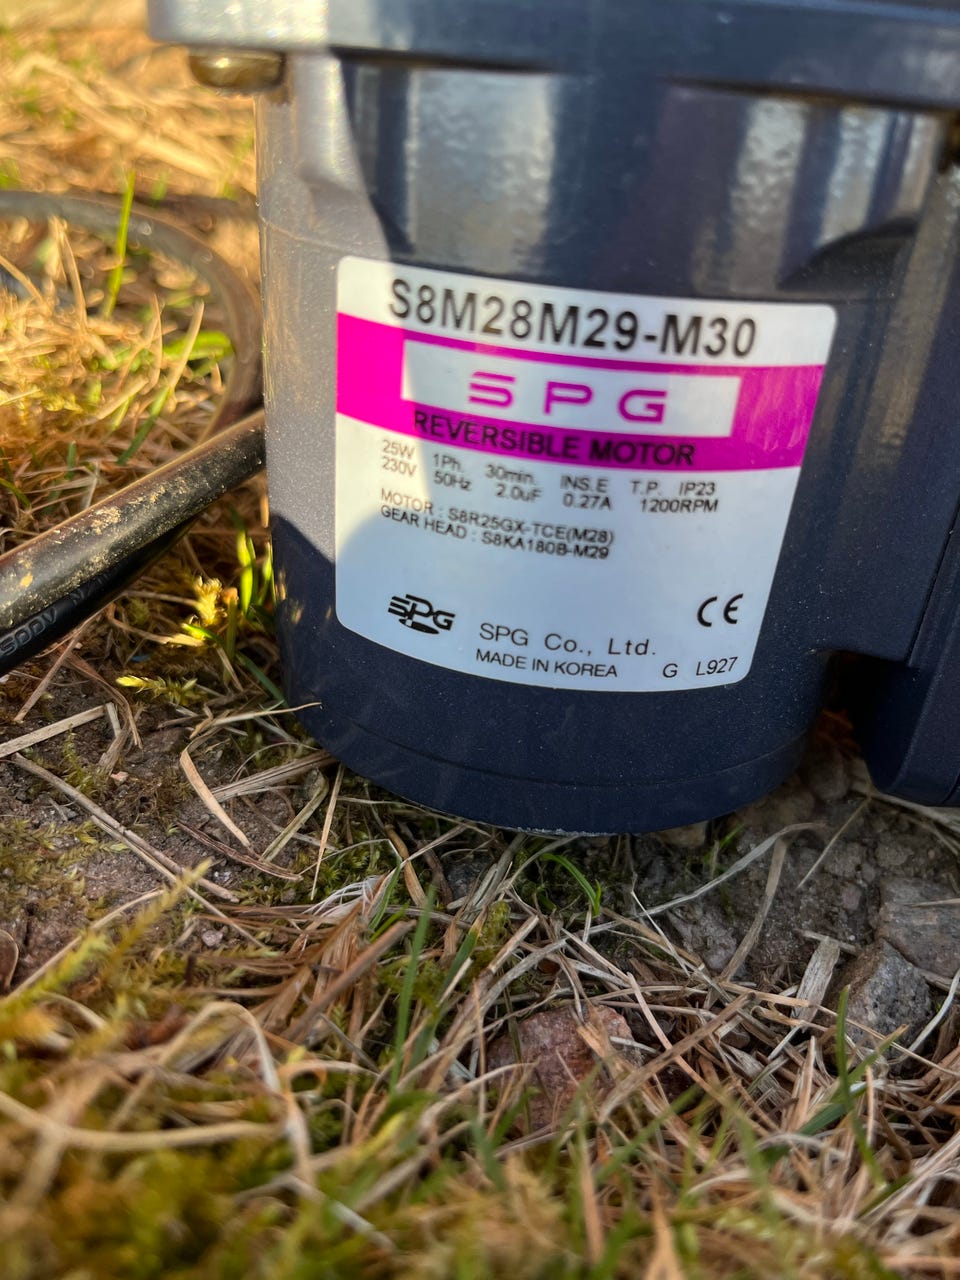 S8M28M29-M30
SPG
REVERSIBLE MOTOR
25W 1Ph. 30min. INS.E T.P. IP23
230V 50Hz 2.0uF 0.27A 1200RPM
MOTOR : S8R25GX-TCE(M28)
GEAR HEAD : S8KA180B-M29
SPG
CE
SPG Co., Ltd.
MADE IN KOREA
G L927
500V